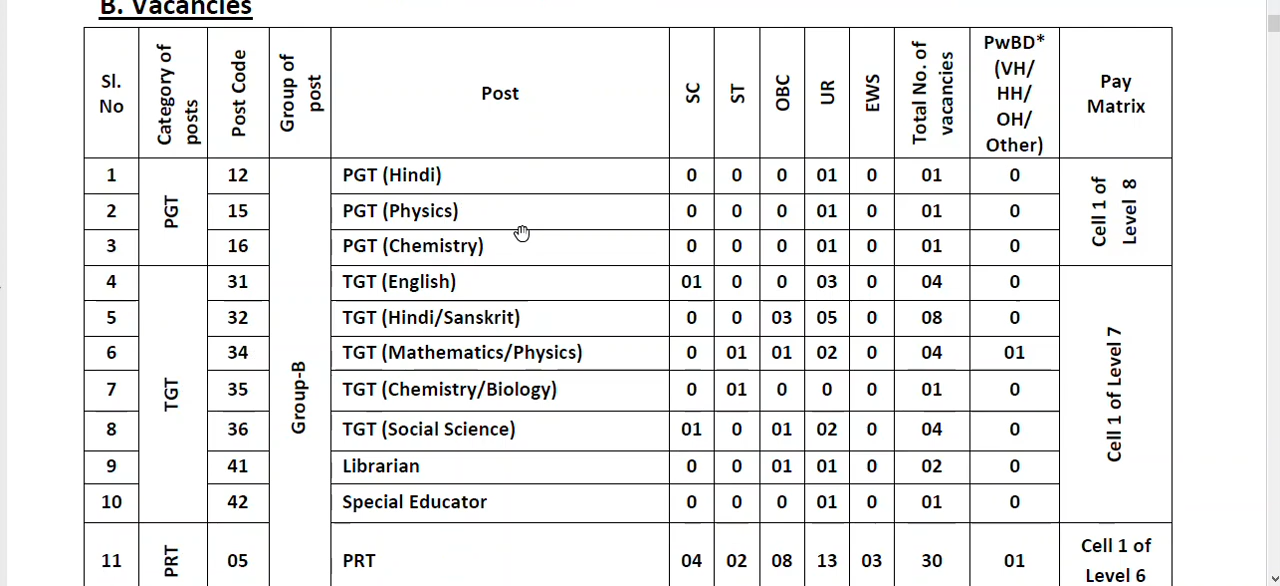 B. Vacancies
Sl. No | Category of posts | Post Code | Group of post | Post | SC | ST | OBC | UR | EWS | Total No. of vacancies | PwBD* (VH/ HH/ OH/ Other) | Pay Matrix
1 | PGT | 12 | Group-B | PGT (Hindi) | 0 | 0 | 0 | 01 | 0 | 01 | 0 | Cell 1 of Level 8
2 | 15 | PGT (Physics) | 0 | 0 | 0 | 01 | 0 | 01 | 0
3 | 16 | PGT (Chemistry) | 0 | 0 | 0 | 01 | 0 | 01 | 0
4 | TGT | 31 | TGT (English) | 01 | 0 | 0 | 03 | 0 | 04 | 0 | Cell 1 of Level 7
5 | 32 | TGT (Hindi/Sanskrit) | 0 | 0 | 03 | 05 | 0 | 08 | 0
6 | 34 | TGT (Mathematics/Physics) | 0 | 01 | 01 | 02 | 0 | 04 | 01
7 | 35 | TGT (Chemistry/Biology) | 0 | 01 | 0 | 0 | 0 | 01 | 0
8 | 36 | TGT (Social Science) | 01 | 0 | 01 | 02 | 0 | 04 | 0
9 | 41 | Librarian | 0 | 0 | 01 | 01 | 0 | 02 | 0
10 | 42 | Special Educator | 0 | 0 | 0 | 01 | 0 | 01 | 0
11 | PRT | 05 | PRT | 04 | 02 | 08 | 13 | 03 | 30 | 01 | Cell 1 of Level 6